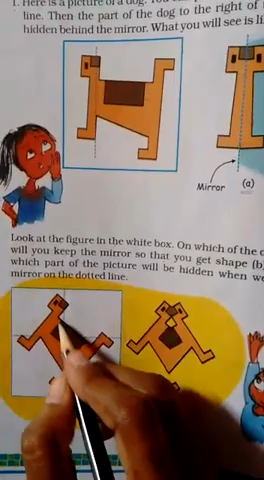 1. Here is a picture of a dog. You can
line. Then the part of the dog to the right of
hidden behind the mirror. What you will see is li
Mirror
(a)
Look at the figure in the white box. On which of the
will you keep the mirror so that you get shape (b)
which part of the picture will be hidden when we
mirror on the dotted line.